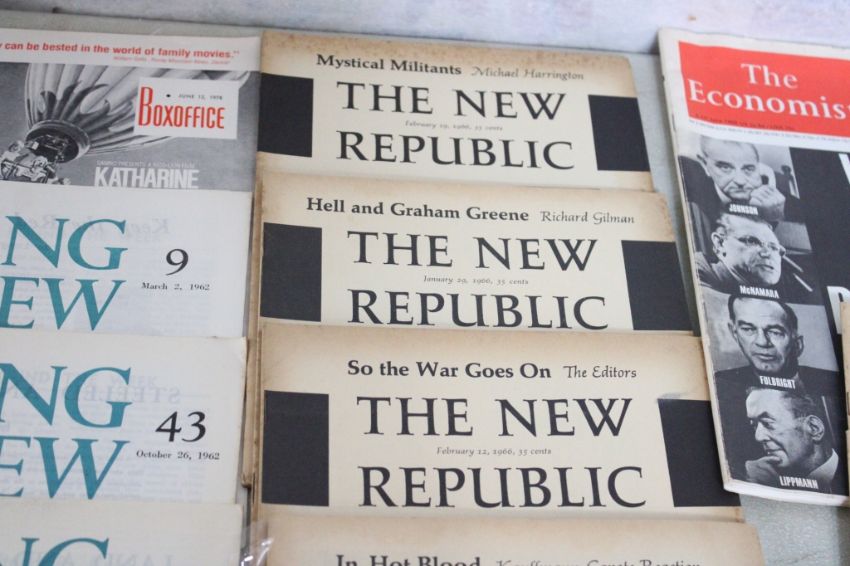 y can be bested in the world of family movies."
JUNE 12, 1978
BOXOFFICE
KATHARINE
NG
9
March 2, 1962
EW
NG
43
October 26, 1962
EW
NG
Mystical Militants Michael Harrington
THE NEW
February 19, 1966, 35 cents
REPUBLIC
Hell and Graham Greene Richard Gilman
THE NEW
January 29, 1966, 35 cents
REPUBLIC
So the War Goes On The Editors
THE NEW
February 12, 1966, 35 cents
REPUBLIC
In Hot Blood
The
Economist
JOHNSON
McNAMARA
FULBRIGHT
LIPPMANN